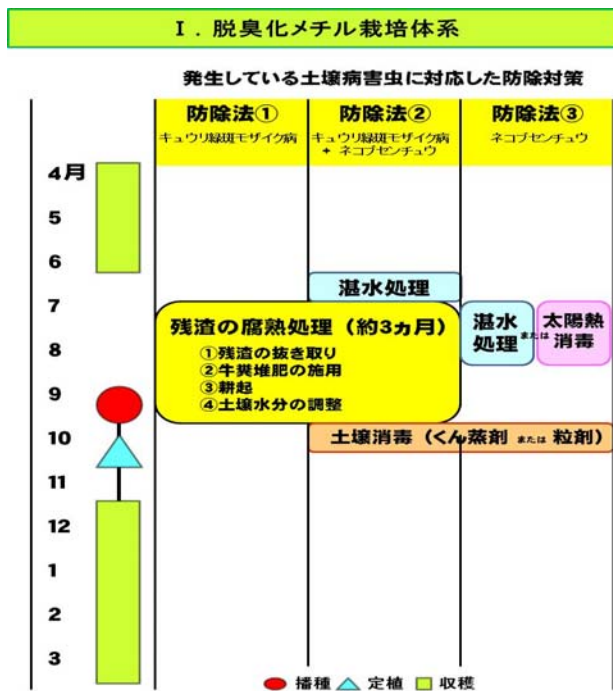 Ⅰ．脱臭化メチル栽培体系
発生している土壌病害虫に対応した防除対策
防除法① 防除法② 防除法③
キュウリ緑斑モザイク病 キュウリ緑斑モザイク病 ネコブセンチュウ
+ ネコブセンチュウ
4月
5
6
湛水処理
7
残渣の腐熟処理（約3ヵ月）
①残渣の抜き取り
②牛糞堆肥の施用
③耕起
④土壌水分の調整
湛水
処理
または
太陽熱
消毒
8
9
10
土壌消毒（くん蒸剤 または 粒剤）
11
12
1
2
3
播種 定植 収穫